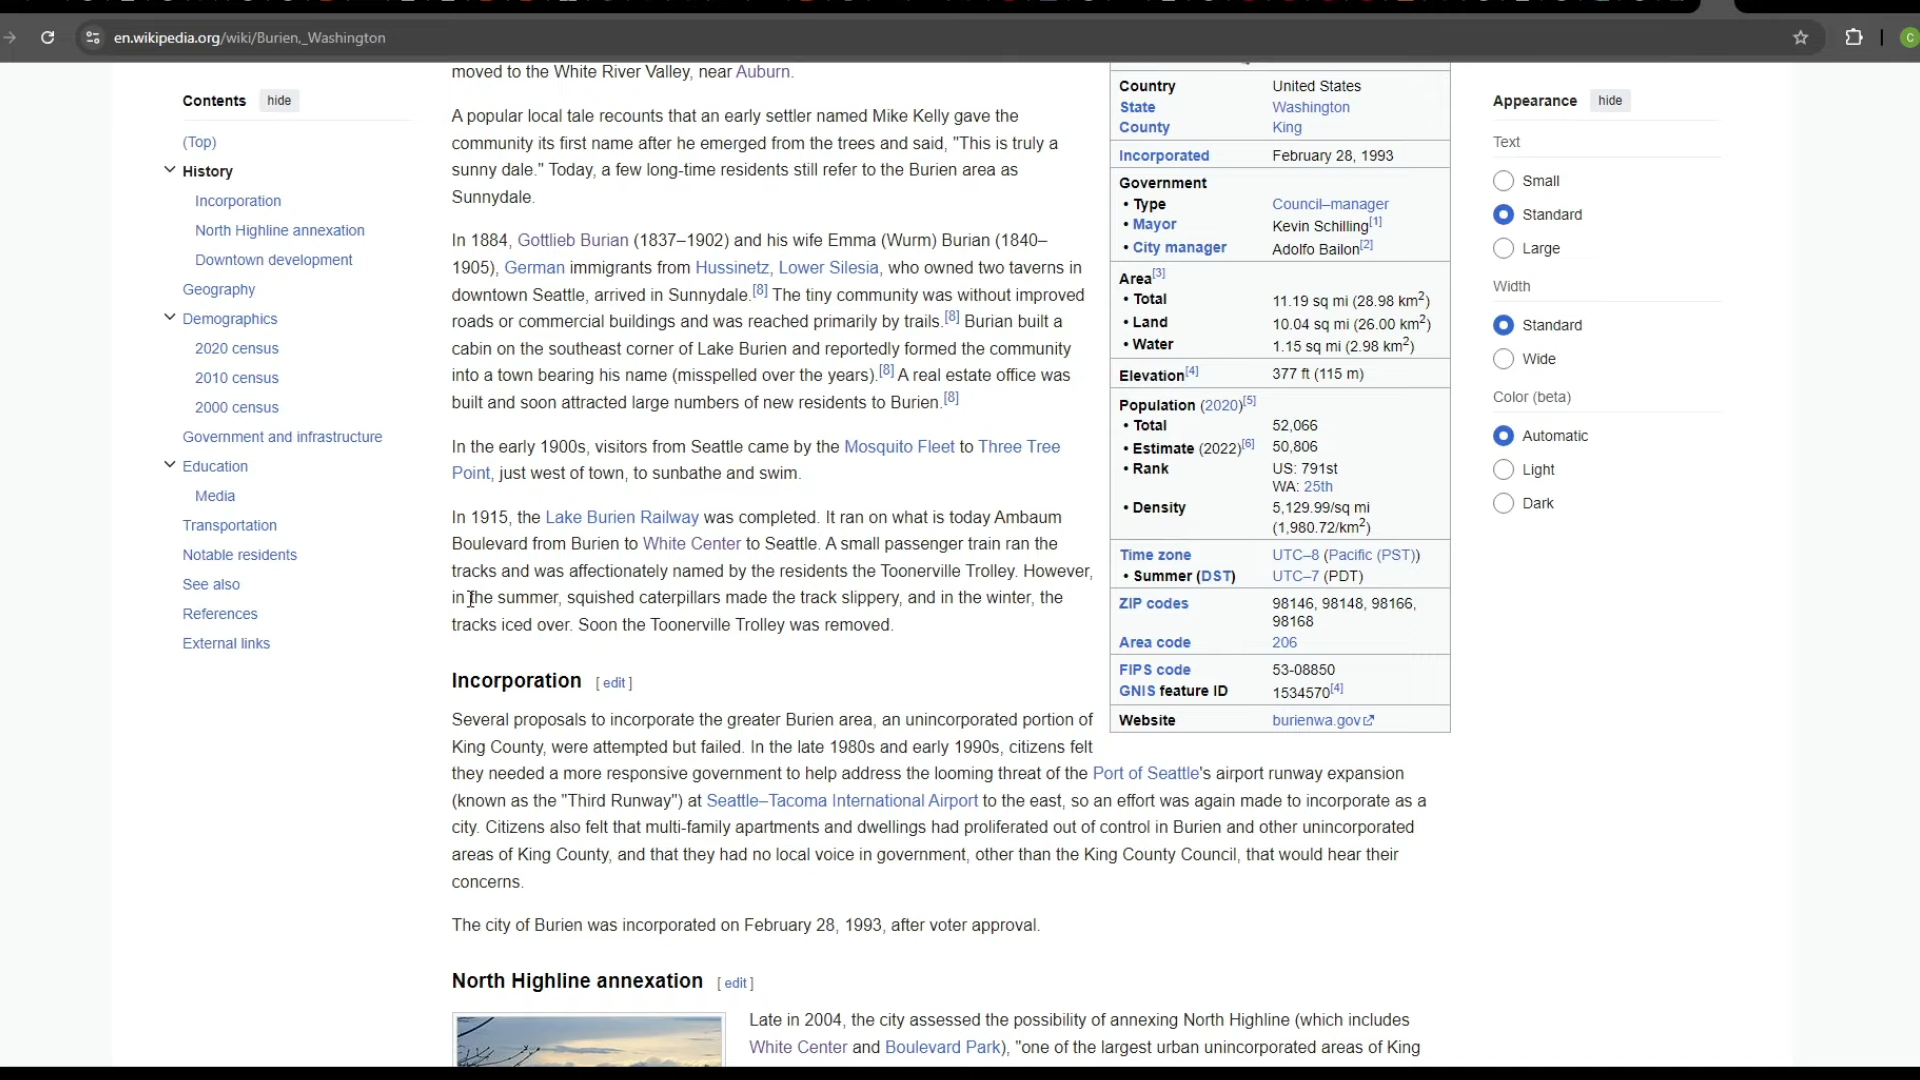 en.wikipedia.org/wiki/Burien,_Washington
C
Contents hide
(Top)
History
Incorporation
North Highline annexation
Downtown development
Geography
Demographics
2020 census
2010 census
2000 census
Government and infrastructure
Education
Media
Transportation
Notable residents
See also
References
External links
moved to the White River Valley, near Auburn.
A popular local tale recounts that an early settler named Mike Kelly gave the
community its first name after he emerged from the trees and said, "This is truly a
sunny dale." Today, a few long-time residents still refer to the Burien area as
Sunnydale.
In 1884, Gottlieb Burian (1837–1902) and his wife Emma (Wurm) Burian (1840–
1905), German immigrants from Hussinetz, Lower Silesia, who owned two taverns in
downtown Seattle, arrived in Sunnydale.[8] The tiny community was without improved
roads or commercial buildings and was reached primarily by trails.[8] Burian built a
cabin on the southeast corner of Lake Burien and reportedly formed the community
into a town bearing his name (misspelled over the years).[8] A real estate office was
built and soon attracted large numbers of new residents to Burien.[8]
In the early 1900s, visitors from Seattle came by the Mosquito Fleet to Three Tree
Point, just west of town, to sunbathe and swim.
In 1915, the Lake Burien Railway was completed. It ran on what is today Ambaum
Boulevard from Burien to White Center to Seattle. A small passenger train ran the
tracks and was affectionately named by the residents the Toonerville Trolley. However,
in the summer, squished caterpillars made the track slippery, and in the winter, the
tracks iced over. Soon the Toonerville Trolley was removed.
Incorporation [ edit ]
Several proposals to incorporate the greater Burien area, an unincorporated portion of
King County, were attempted but failed. In the late 1980s and early 1990s, citizens felt
they needed a more responsive government to help address the looming threat of the Port of Seattle's airport runway expansion
(known as the "Third Runway") at Seattle–Tacoma International Airport to the east, so an effort was again made to incorporate as a
city. Citizens also felt that multi-family apartments and dwellings had proliferated out of control in Burien and other unincorporated
areas of King County, and that they had no local voice in government, other than the King County Council, that would hear their
concerns.
The city of Burien was incorporated on February 28, 1993, after voter approval.
North Highline annexation [ edit ]
Late in 2004, the city assessed the possibility of annexing North Highline (which includes
White Center and Boulevard Park), "one of the largest urban unincorporated areas of King
Country United States
State Washington
County King
Incorporated February 28, 1993
Government
• Type Council–manager
• Mayor Kevin Schilling[1]
• City manager Adolfo Bailon[2]
Area[3]
• Total 11.19 sq mi (28.98 km2)
• Land 10.04 sq mi (26.00 km2)
• Water 1.15 sq mi (2.98 km2)
Elevation[4] 377 ft (115 m)
Population (2020)[5]
• Total 52,066
• Estimate (2022)[6] 50,806
• Rank US: 791st
WA: 25th
• Density 5,129.99/sq mi
(1,980.72/km2)
Time zone UTC–8 (Pacific (PST))
• Summer (DST) UTC–7 (PDT)
ZIP codes 98146, 98148, 98166,
98168
Area code 206
FIPS code 53-08850
GNIS feature ID 1534570[4]
Website burienwa.gov
Appearance hide
Text
Small
Standard
Large
Width
Standard
Wide
Color (beta)
Automatic
Light
Dark